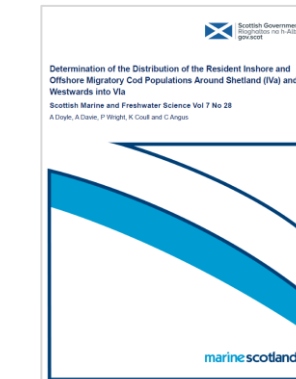 Scottish Government
Riaghaltas na h-Alb
gov.scot
Determination of the Distribution of the Resident Inshore and
Offshore Migratory Cod Populations Around Shetland (IVa) and
Westwards into VIa
Scottish Marine and Freshwater Science Vol 7 No 28
A Doyle, A Davie, P Wright, K Coull and C Angus
marinescotland